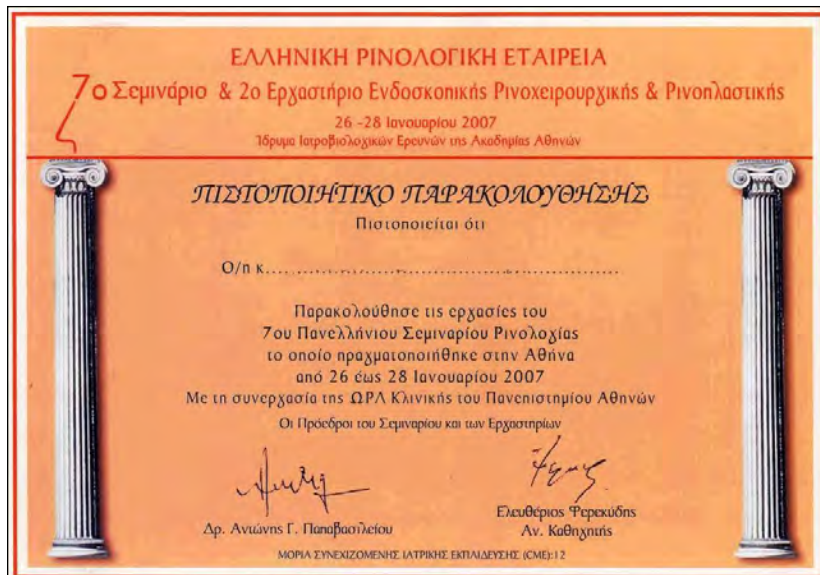 ΕΛΛΗΝΙΚΗ ΡΙΝΟΛΟΓΙΚΗ ΕΤΑΙΡΕΙΑ
7ο Σεμινάριο & 2ο Εργαστήριο Ενδοσκοπικής Ρινοχειρουργικής & Ρινοπλαστικής
26 -28 Ιανουαρίου 2007
Ίδρυμα Ιατροβιολογικών Ερευνών της Ακαδημίας Αθηνών
ΠΙΣΤΟΠΟΙΗΤΙΚΟ ΠΑΡΑΚΟΛΟΥΘΗΣΗΣ
Πιστοποιείται ότι
Ο/η κ.
Παρακολούθησε τις εργασίες του
7ου Πανελλήνιου Σεμιναρίου Ρινολογίας
το οποίο πραγματοποιήθηκε στην Αθήνα
από 26 έως 28 Ιανουαρίου 2007
Με τη συνεργασία της ΩΡΛ Κλινικής του Πανεπιστημίου Αθηνών
Οι Πρόεδροι του Σεμιναρίου και των Εργαστηρίων
Δρ. Αντώνης Γ. Παπαβασιλείου
Ελευθέριος Φερεκύδης
Αν. Καθηγητής
ΜΟΡΙΑ ΣΥΝΕΧΙΖΟΜΕΝΗΣ ΙΑΤΡΙΚΗΣ ΕΚΠΑΙΔΕΥΣΗΣ (CME):12